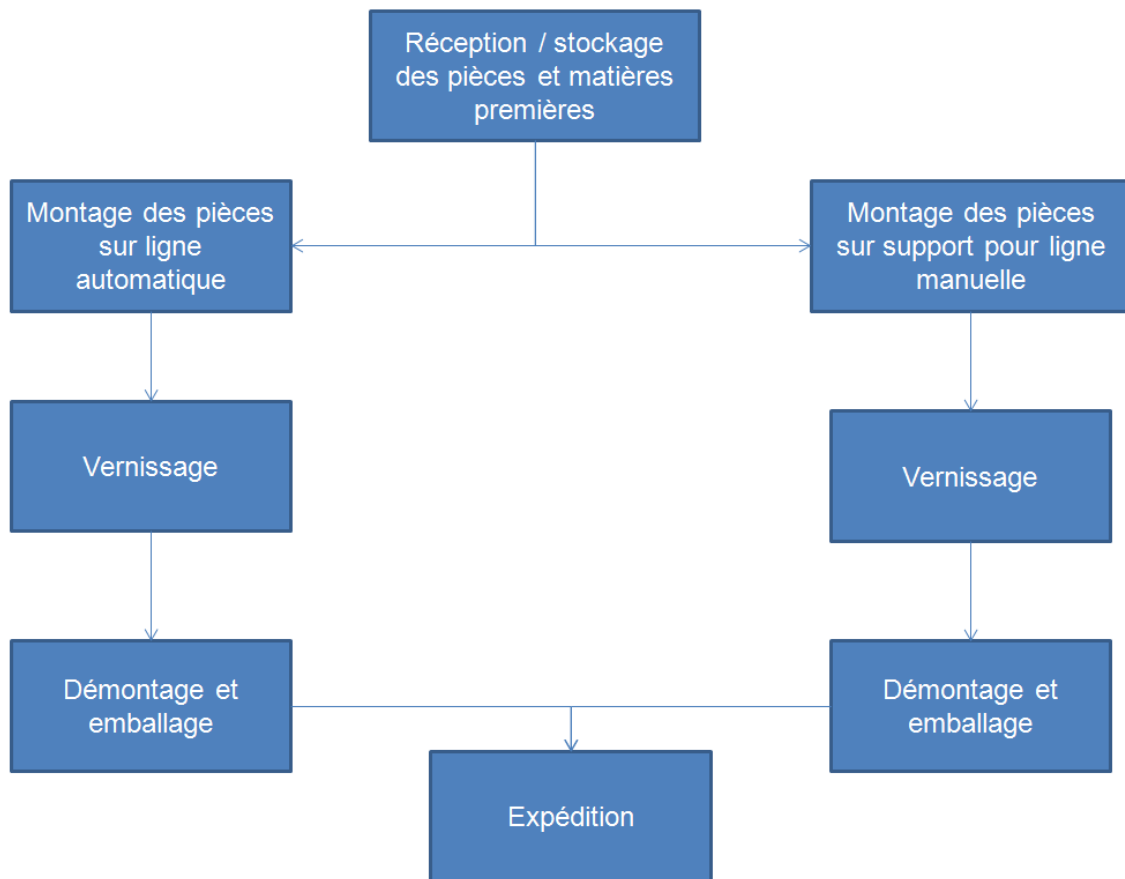 Réception / stockage
des pièces et matières
premières
Montage des pièces
sur ligne
automatique
Montage des pièces
sur support pour ligne
manuelle
Vernissage
Vernissage
Démontage et
emballage
Démontage et
emballage
Expédition